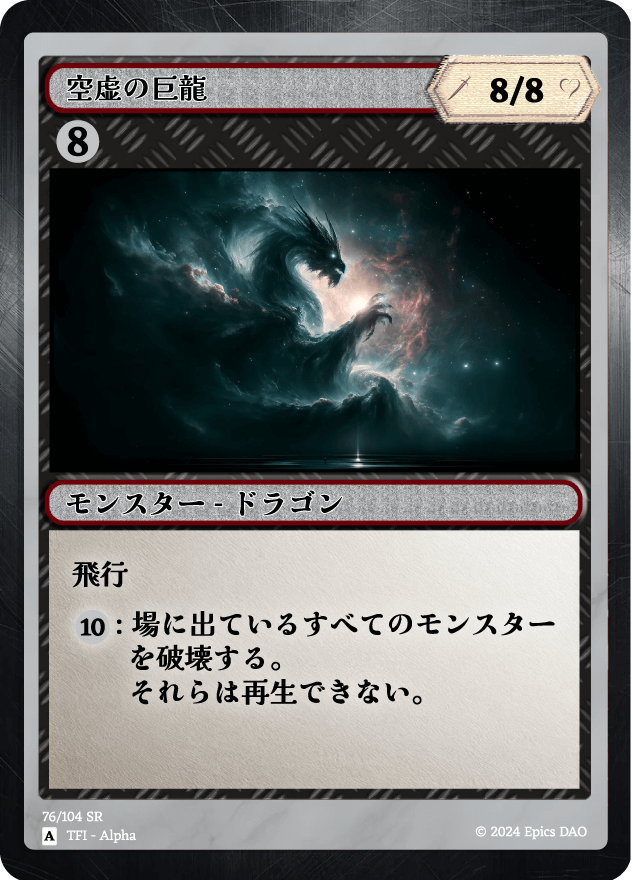 空虚の巨龍
8/8
8
モンスター - ドラゴン
飛行
10 : 場に出ているすべてのモンスター
を破壊する。
それらは再生できない。
76/104 SR
A TFI - Alpha
© 2024 Epics DAO